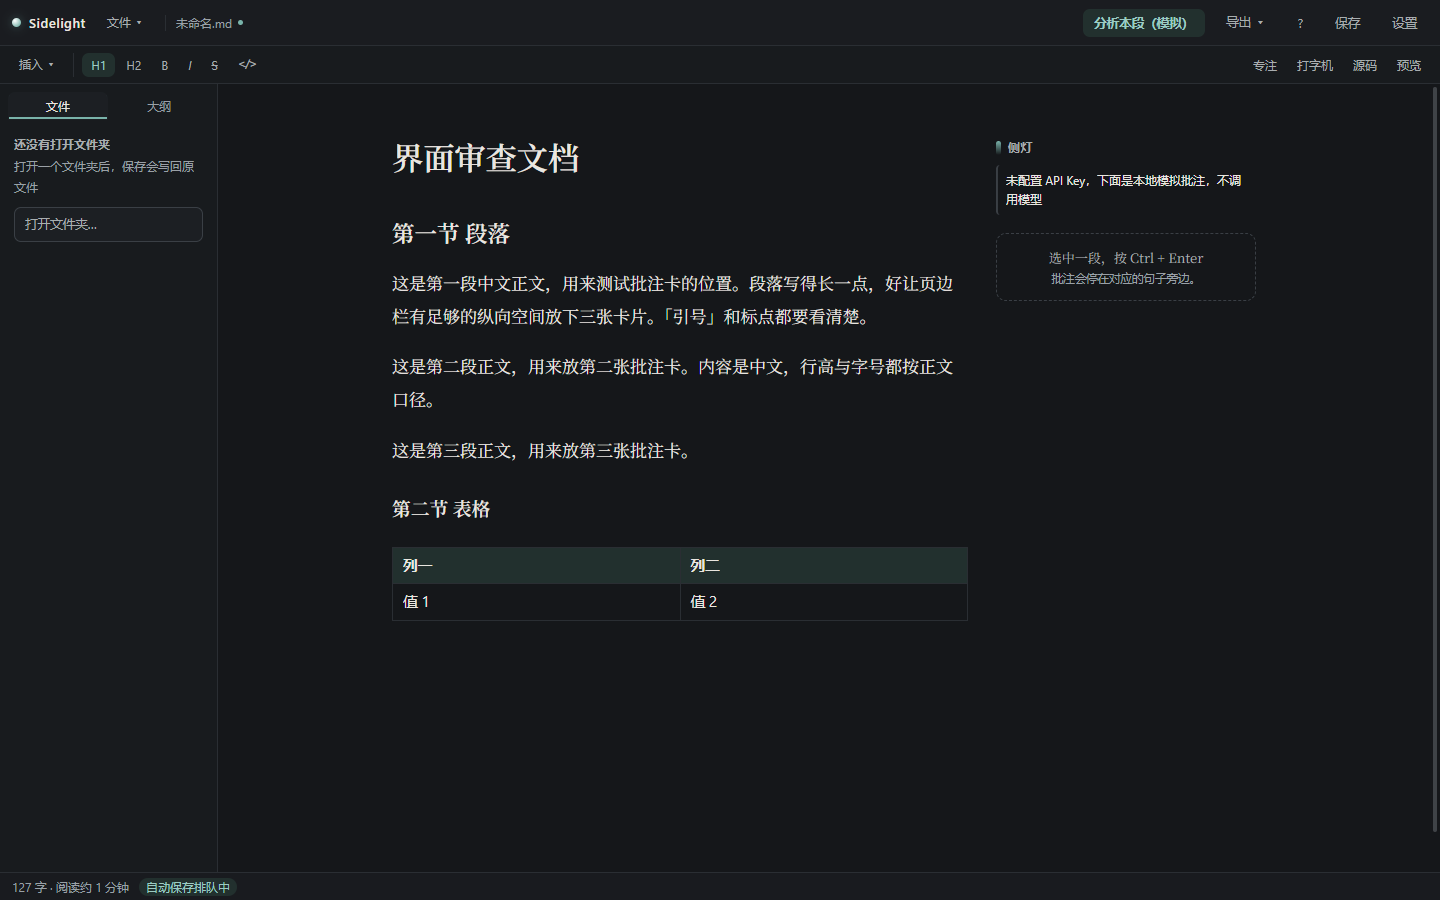 Sidelight 文件 未命名.md 分析本段（模拟） 导出 ? 保存 设置
插入 H1 H2 B I S </> 专注 打字机 源码 预览
文件 大纲
还没有打开文件夹
打开一个文件夹后，保存会写回原
文件
打开文件夹...
界面审查文档
第一节 段落
这是第一段中文正文，用来测试批注卡的位置。段落写得长一点，好让页边
栏有足够的纵向空间放下三张卡片。「引号」和标点都要看清楚。
这是第二段正文，用来放第二张批注卡。内容是中文，行高与字号都按正文
口径。
这是第三段正文，用来放第三张批注卡。
第二节 表格
列一 列二
值 1 值 2
侧灯
未配置 API Key，下面是本地模拟批注，不调
用模型
选中一段，按 Ctrl + Enter
批注会停在对应的句子旁边。
127 字 · 阅读约 1 分钟 自动保存排队中